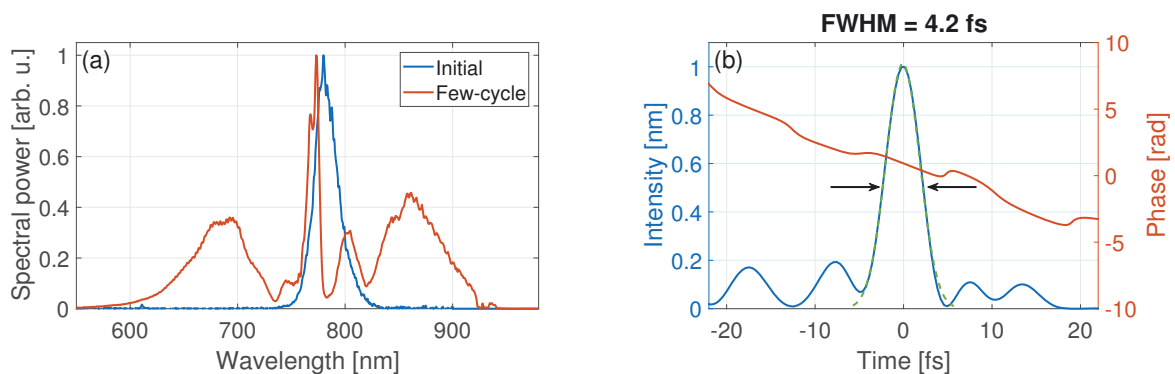 (a)
Initial
Few-cycle
Spectral power [arb. u.]
1
0.8
0.6
0.4
0.2
0
600
700
800
900
Wavelength [nm]
FWHM = 4.2 fs
(b)
Intensity [nm]
1
0.8
0.6
0.4
0.2
0
10
5
0
-5
-10
Phase [rad]
-20
-10
0
10
20
Time [fs]